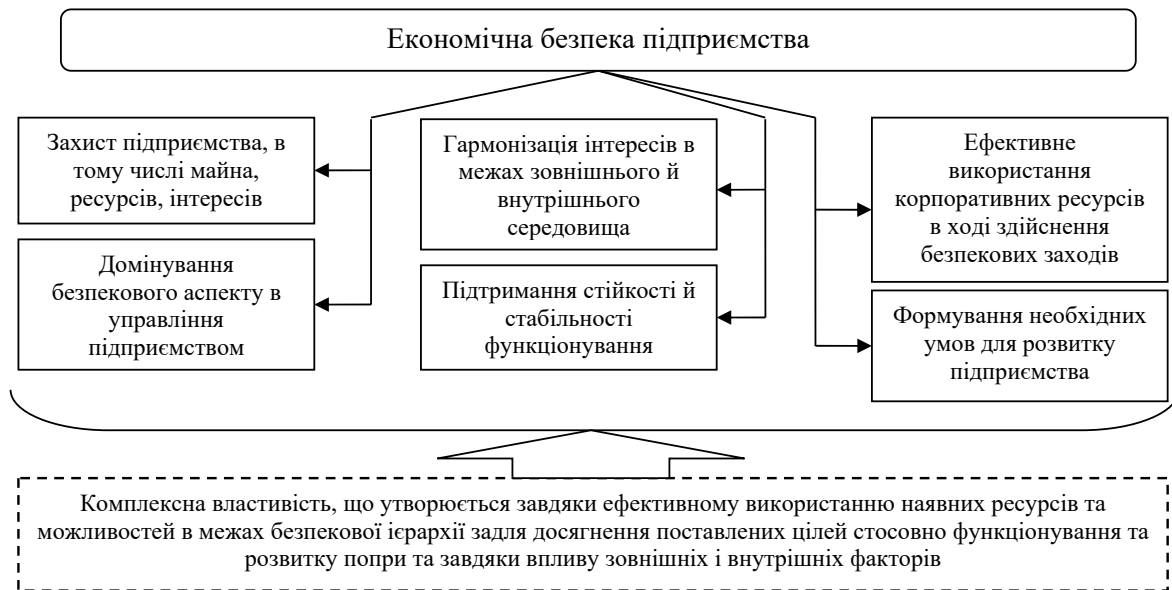 Економічна безпека підприємства
Захист підприємства, в
тому числі майна,
ресурсів, інтересів
Домінування
безпекового аспекту в
управління
підприємством
Гармонізація інтересів в
межах зовнішнього й
внутрішнього
середовища
Підтримання стійкості й
стабільності
функціонування
Ефективне
використання
корпоративних ресурсів
в ході здійснення
безпекових заходів
Формування необхідних
умов для розвитку
підприємства
Комплексна властивість, що утворюється завдяки ефективному використанню наявних ресурсів та
можливостей в межах безпекової ієрархії задля досягнення поставлених цілей стосовно функціонування та
розвитку попри та завдяки впливу зовнішніх і внутрішніх факторів